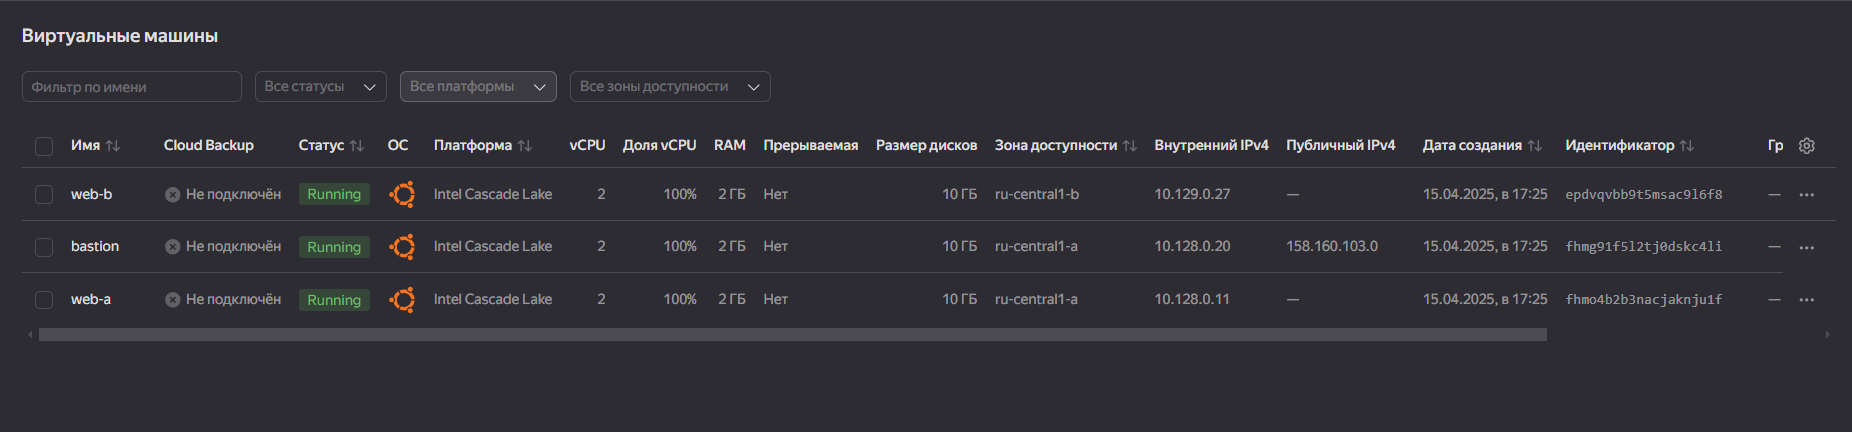 Виртуальные машины
Фильтр по имени Все статусы Все платформы Все зоны доступности
Имя Cloud Backup Статус ОС Платформа vCPU Доля vCPU RAM Прерываемая Размер дисков Зона доступности Внутренний IPv4 Публичный IPv4 Дата создания Идентификатор Гр
web-b Не подключён Running Intel Cascade Lake 2 100% 2 ГБ Нет 10 ГБ ru-central1-b 10.129.0.27 — 15.04.2025, в 17:25 epdvqvbb9t5msac9l6f8 —
bastion Не подключён Running Intel Cascade Lake 2 100% 2 ГБ Нет 10 ГБ ru-central1-a 10.128.0.20 158.160.103.0 15.04.2025, в 17:25 fhmg91f5l2tj0dskc4li —
web-a Не подключён Running Intel Cascade Lake 2 100% 2 ГБ Нет 10 ГБ ru-central1-a 10.128.0.11 — 15.04.2025, в 17:25 fhmo4b2b3nacjaknju1f —